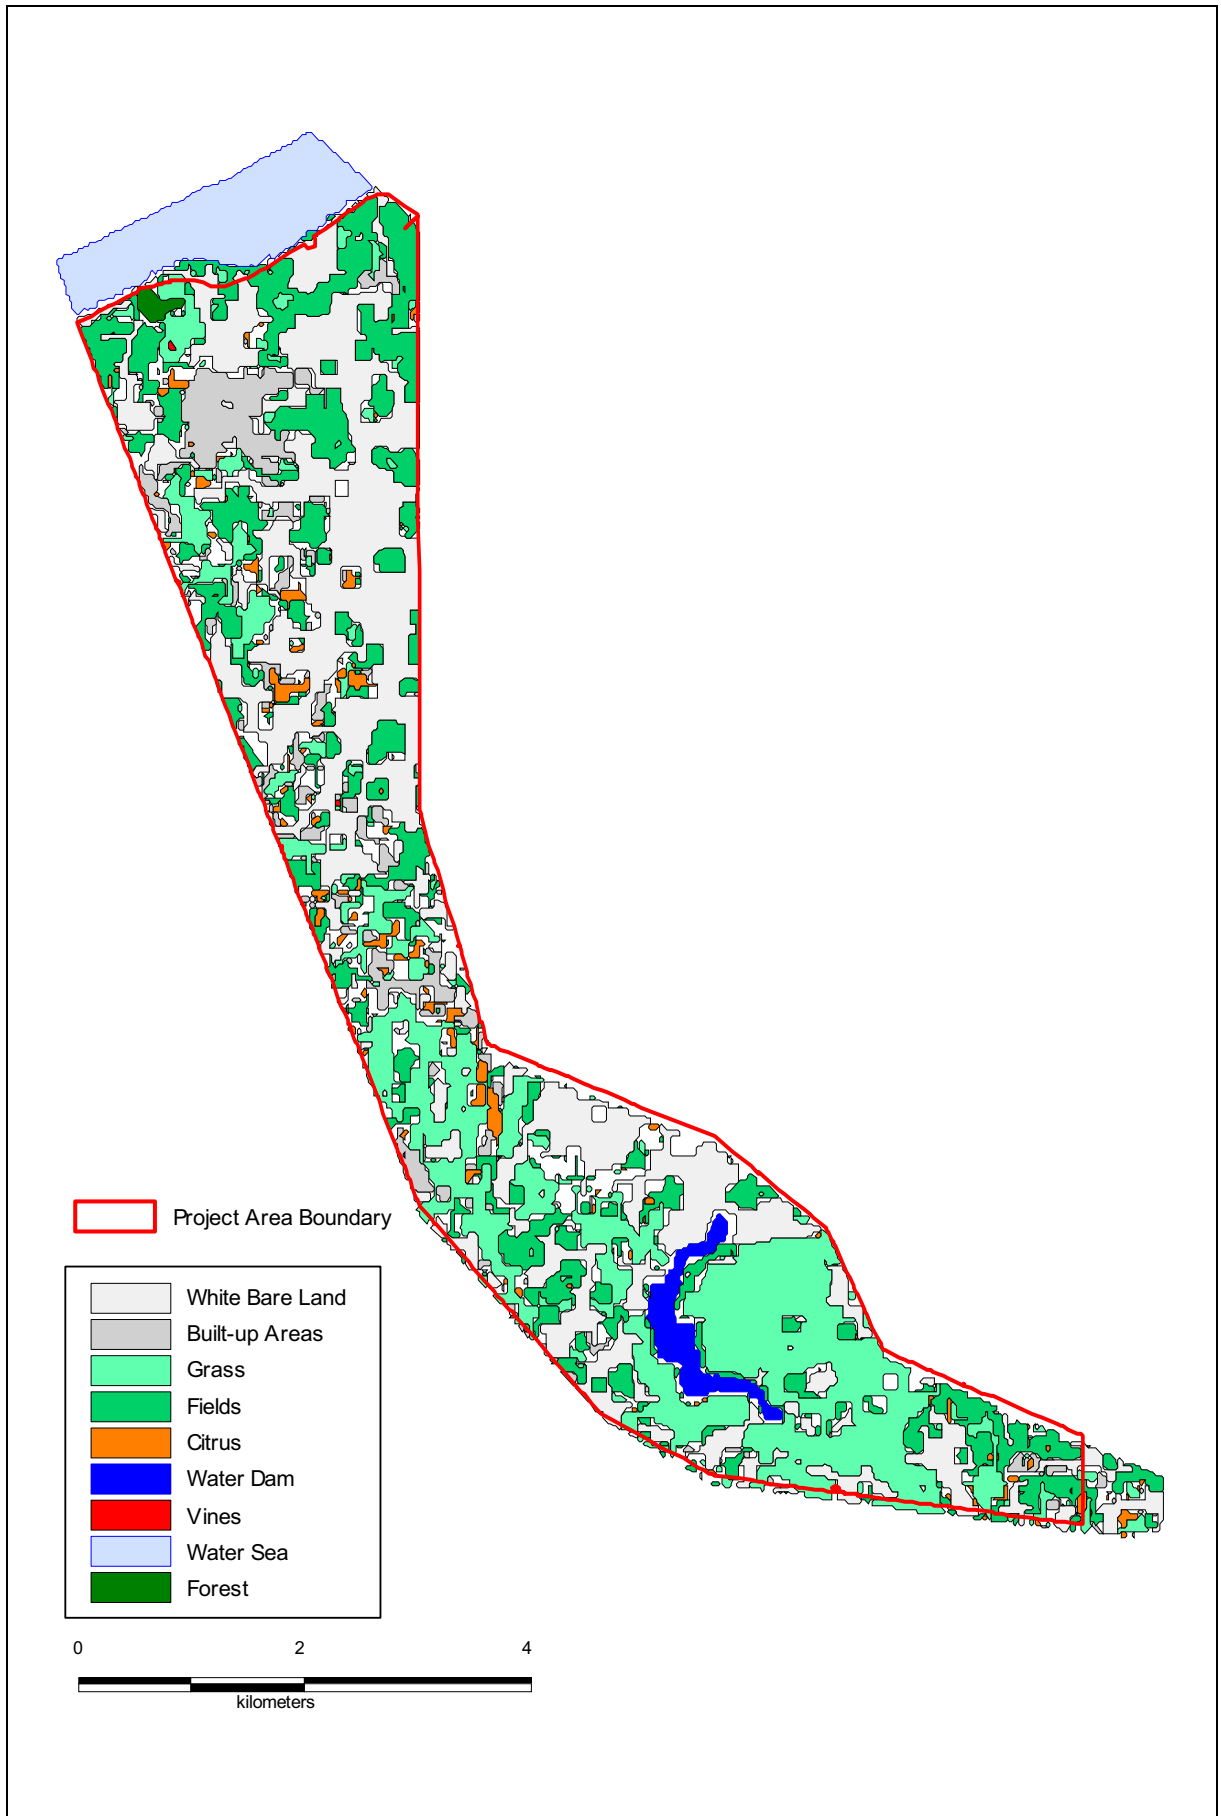 Project Area Boundary
White Bare Land
Built-up Areas
Grass
Fields
Citrus
Water Dam
Vines
Water Sea
Forest
0 2 4
kilometers